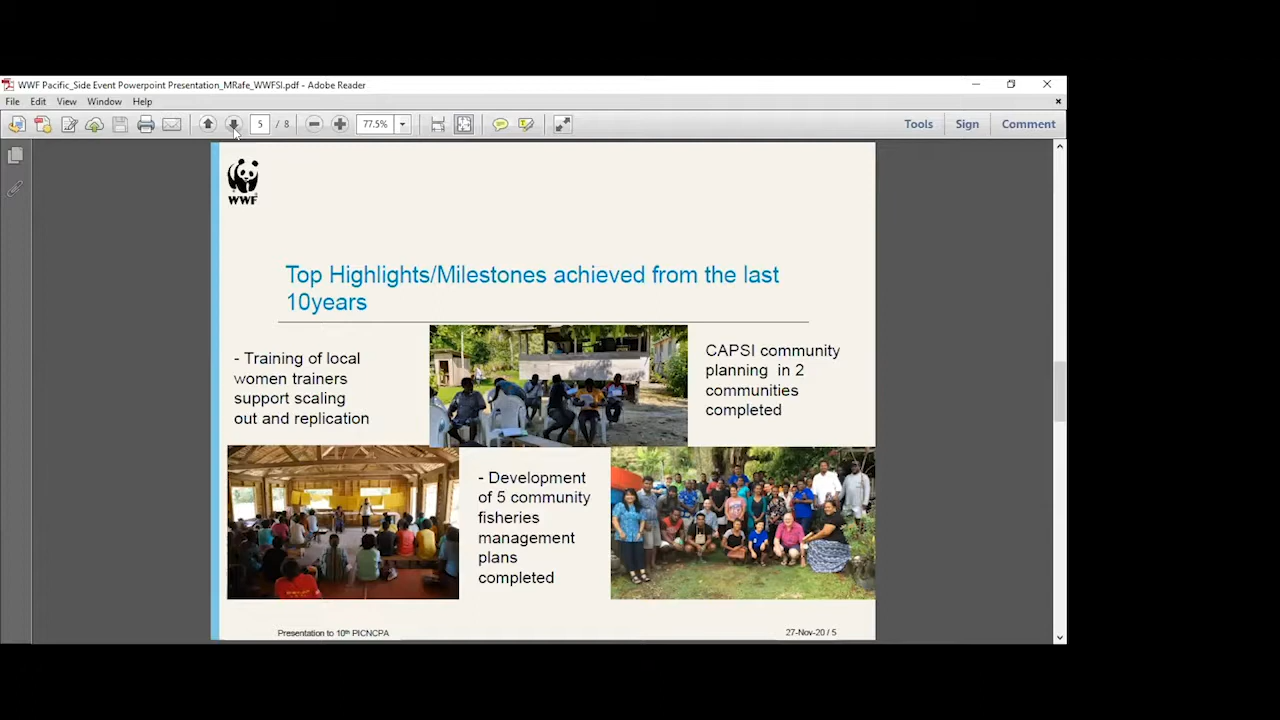 WWF Pacific_Side Event Powerpoint Presentation_MRafe_WWFSI.pdf - Adobe Reader
File Edit View Window Help
5 / 8
77.5%
Tools Sign Comment
WWF
Top Highlights/Milestones achieved from the last
10years
- Training of local
women trainers
support scaling
out and replication
CAPSI community
planning in 2
communities
completed
- Development
of 5 community
fisheries
management
plans
completed
Presentation to 10th PICNCPA
27-Nov-20 / 5